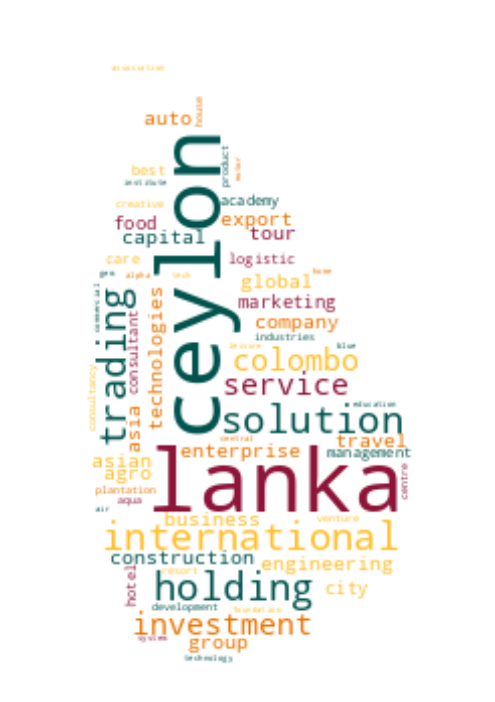 association
auto
house
ceylon
product
motor
best
institute
academy
creative
export
food
tour
capital
care
logistic
gem
alpha
tech
home
global
commercial
trading
consultant
technologies
marketing
company
industries
leisure
blue
colombo
consultancy
service
education
asia
solution
central
travel
enterprise
management
asian
agro
lanka
centre
plantation
aqua
air
business
venture
international
construction
engineering
resort
hotel
holding
city
development
foundation
investment
system
group
technology